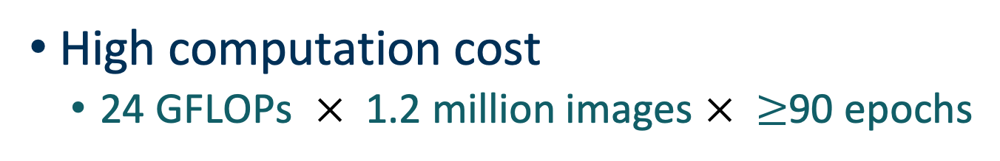 • High computation cost
• 24 GFLOPs × 1.2 million images × ≥90 epochs